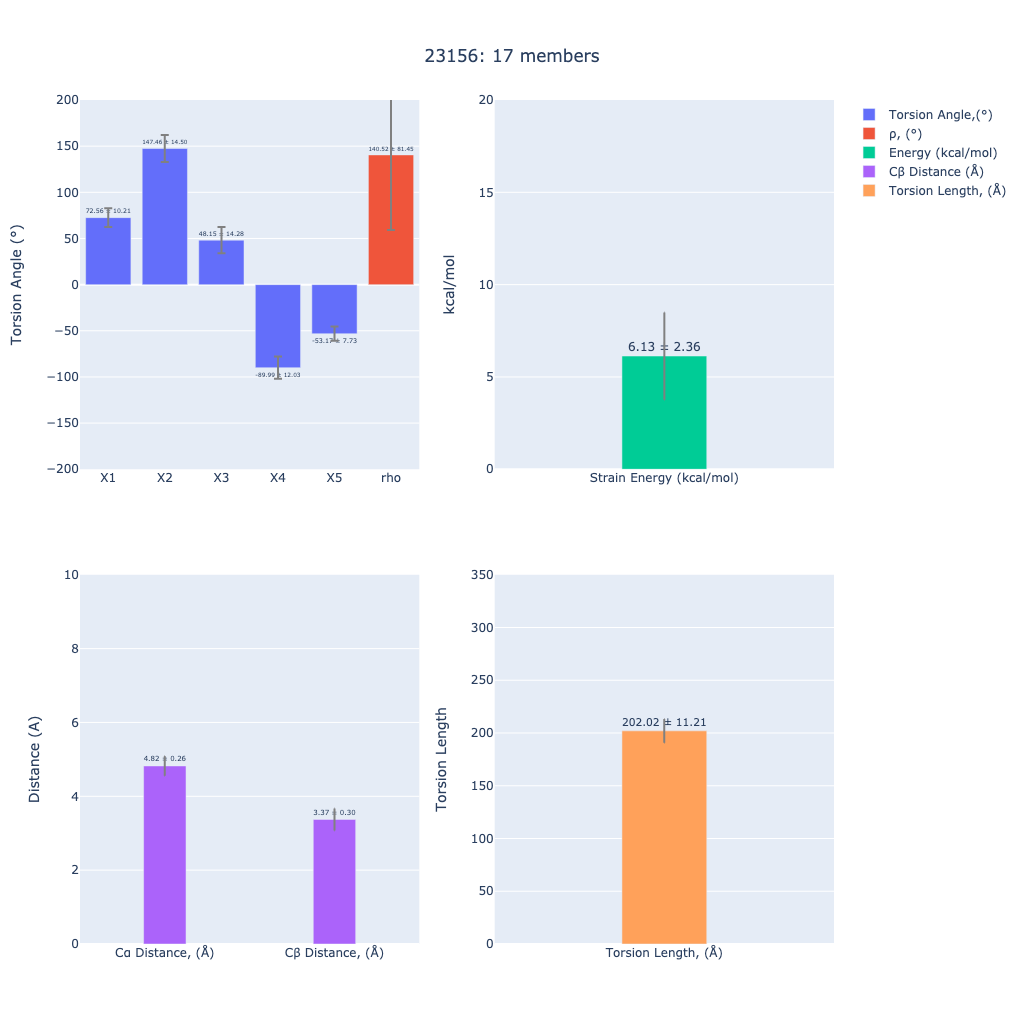 23156: 17 members
Torsion Angle (°)
200
150
100
50
0
−50
−100
−150
−200
72.56 ± 10.21
147.46 ± 14.50
48.15 ± 14.28
-89.99 ± 12.03
-53.17 ± 7.73
140.52 ± 81.45
X1 X2 X3 X4 X5 rho
kcal/mol
20
15
10
5
0
6.13 ± 2.36
Strain Energy (kcal/mol)
Torsion Angle,(°)
ρ, (°)
Energy (kcal/mol)
Cβ Distance (Å)
Torsion Length, (Å)
Distance (A)
10
8
6
4
2
0
4.82 ± 0.26
3.37 ± 0.30
Cα Distance, (Å) Cβ Distance, (Å)
Torsion Length
350
300
250
200
150
100
50
0
202.02 ± 11.21
Torsion Length, (Å)